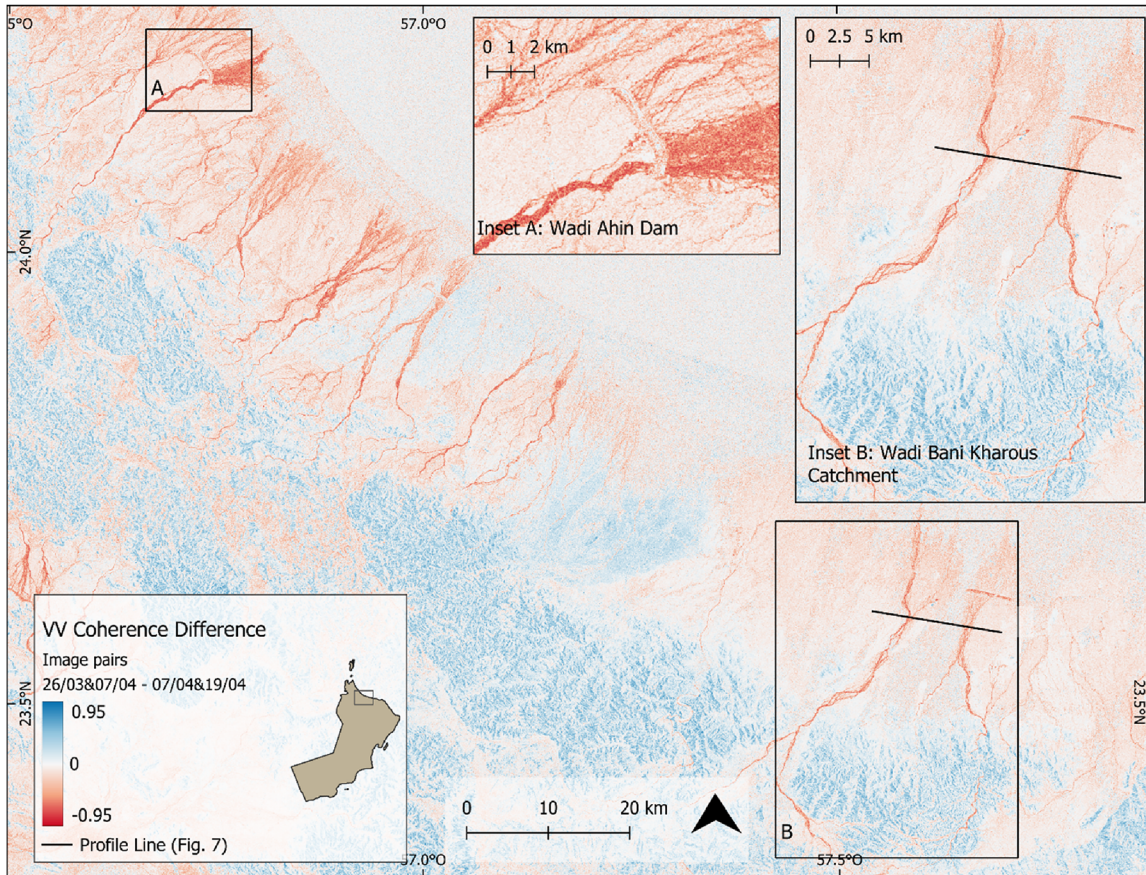 5°O
57.0°O
0 1 2 km
A
Inset A: Wadi Ahin Dam
0 2.5 5 km
Inset B: Wadi Bani Kharous
Catchment
24.0°N
23.5°N
23.5°N
VV Coherence Difference
Image pairs
26/03&07/04 - 07/04&19/04
0.95
0
-0.95
Profile Line (Fig. 7)
0 10 20 km
B
57.0°O
57.5°O